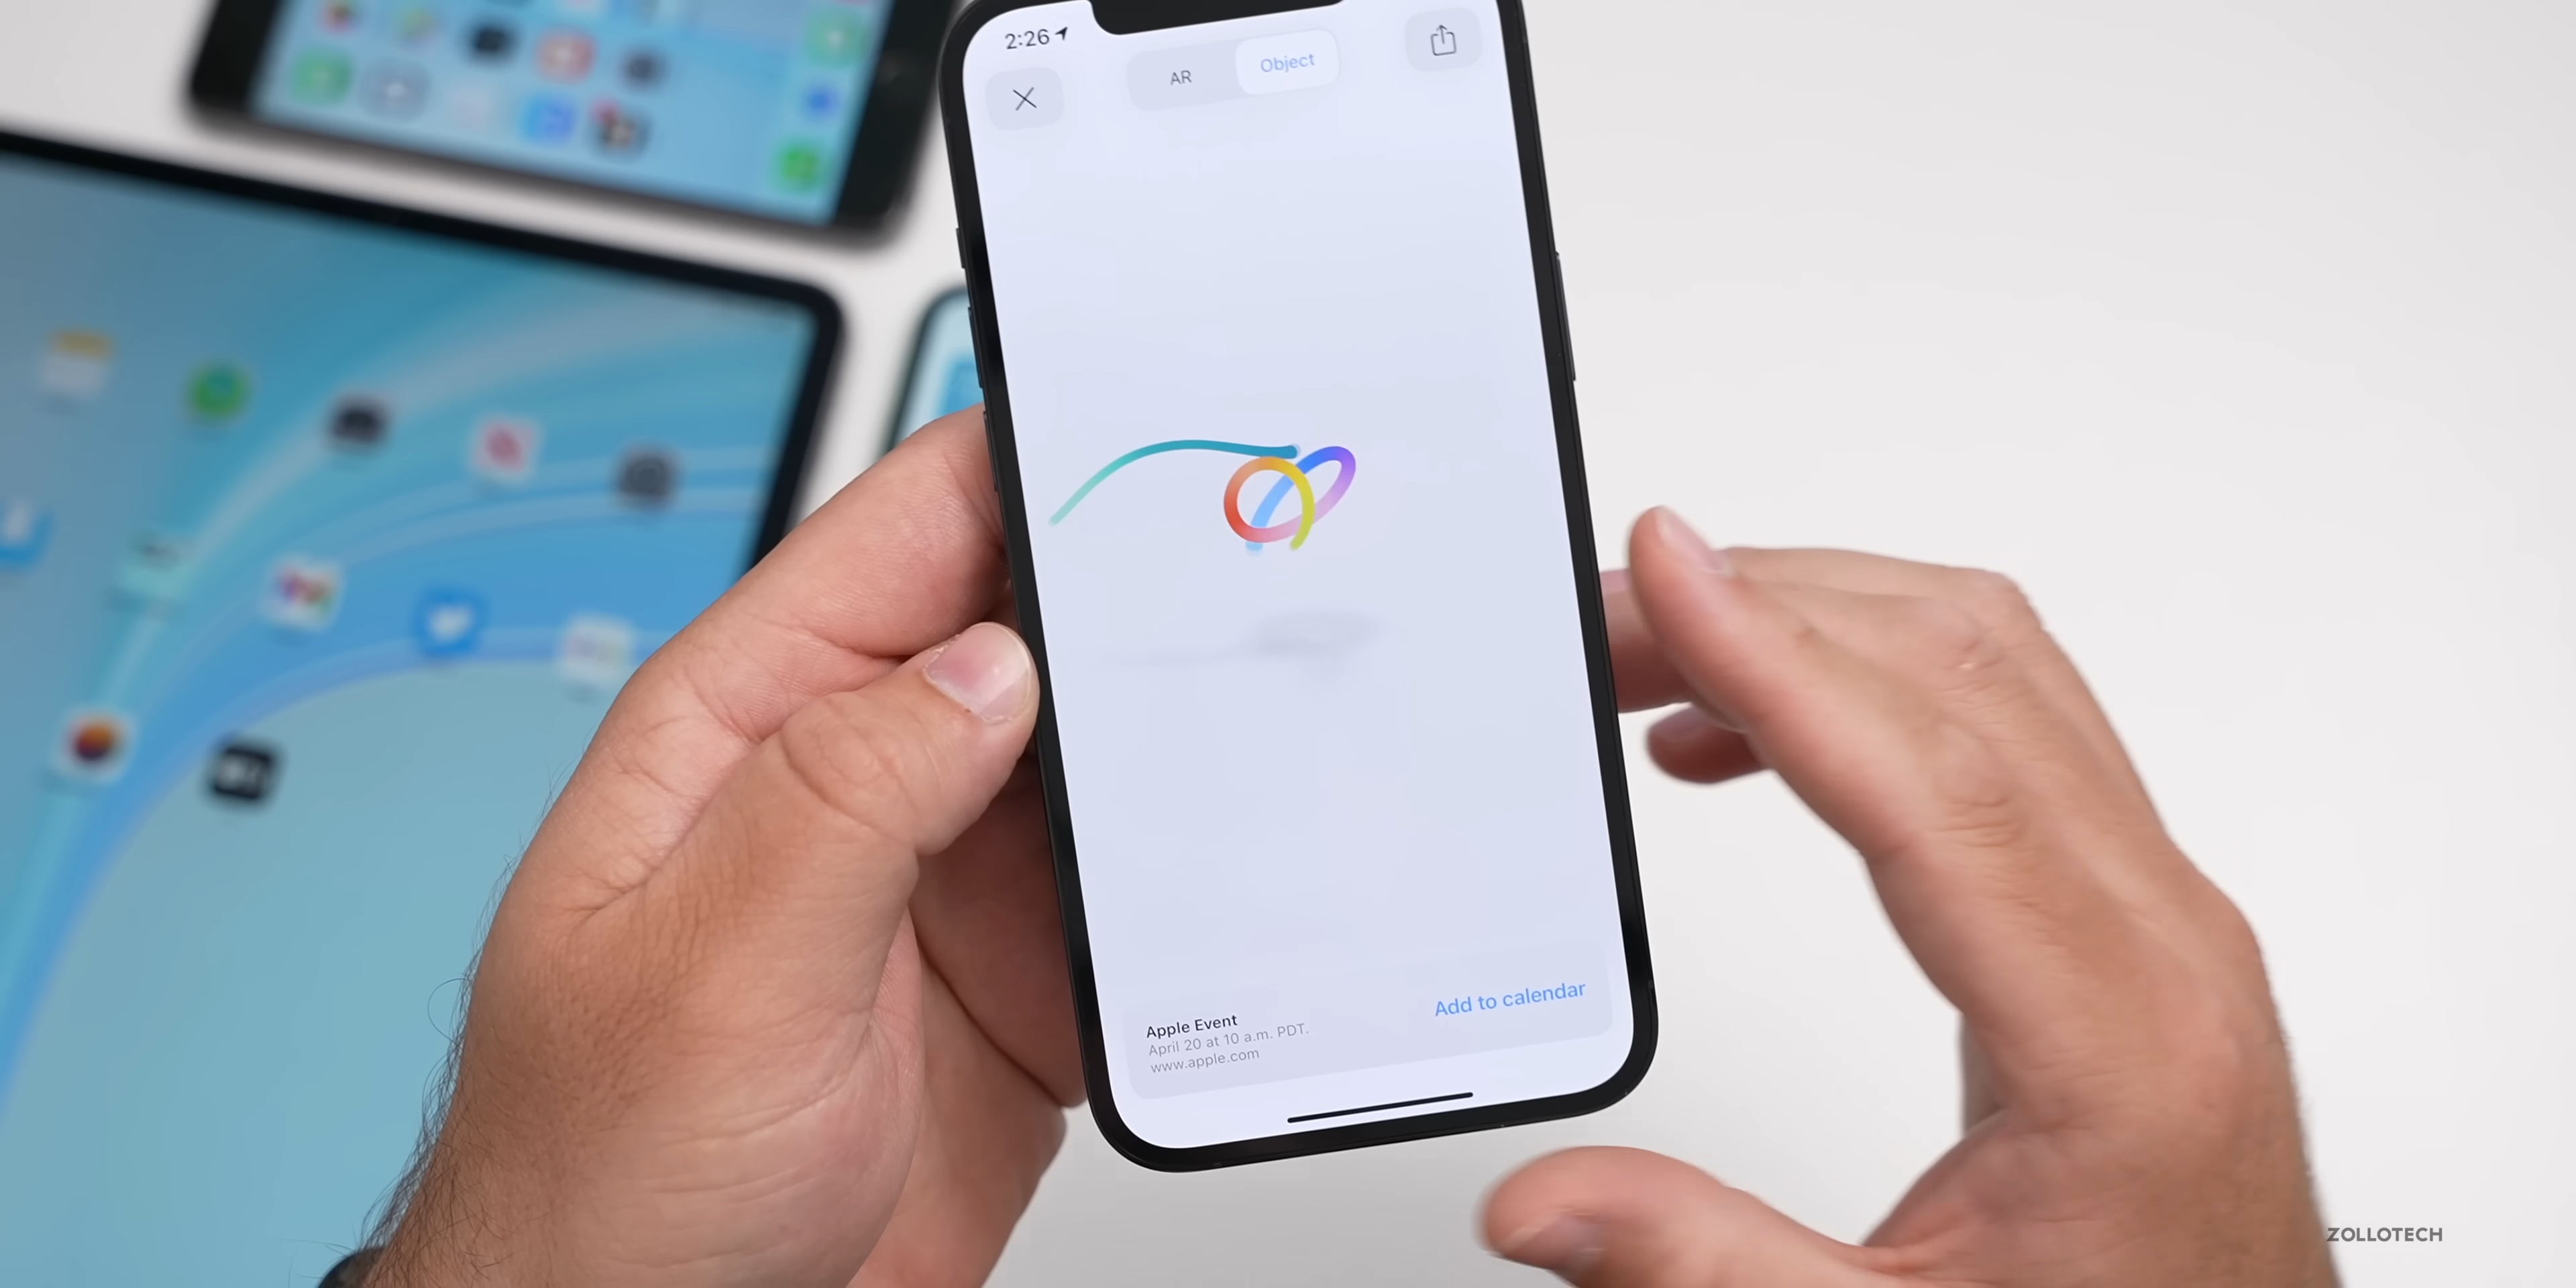 2:26
AR
Object
Apple Event
April 20 at 10 a.m. PDT.
www.apple.com
Add to calendar
ZOLLOTECH